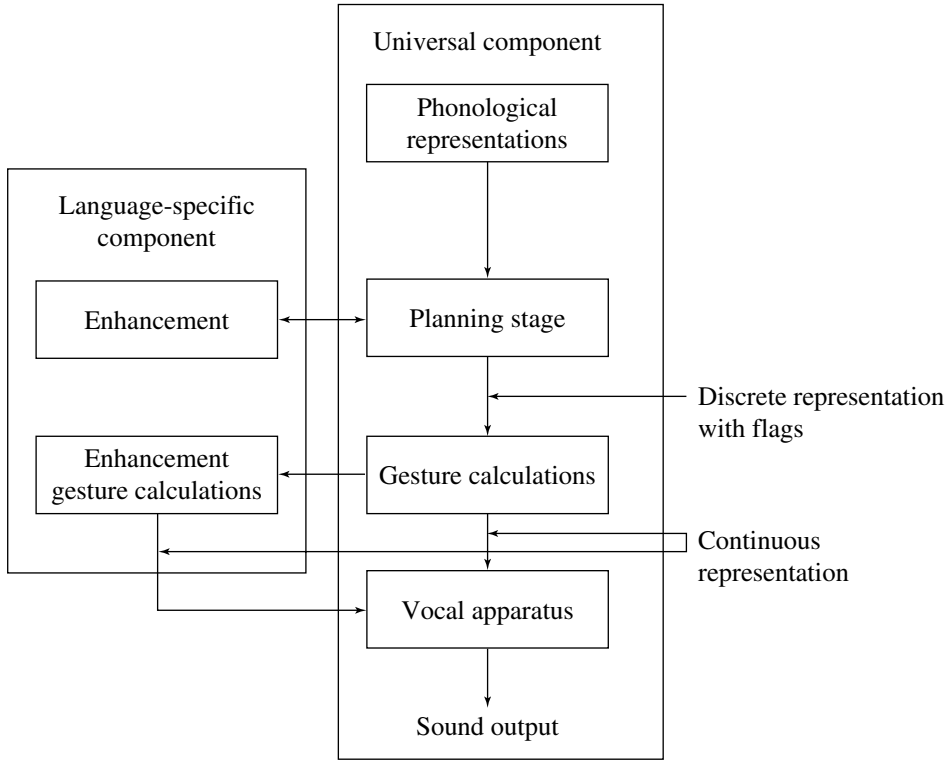 Universal component
Phonological
representations
Language-specific
component
Enhancement
Planning stage
Discrete representation
with flags
Enhancement
gesture calculations
Gesture calculations
Continuous
representation
Vocal apparatus
Sound output